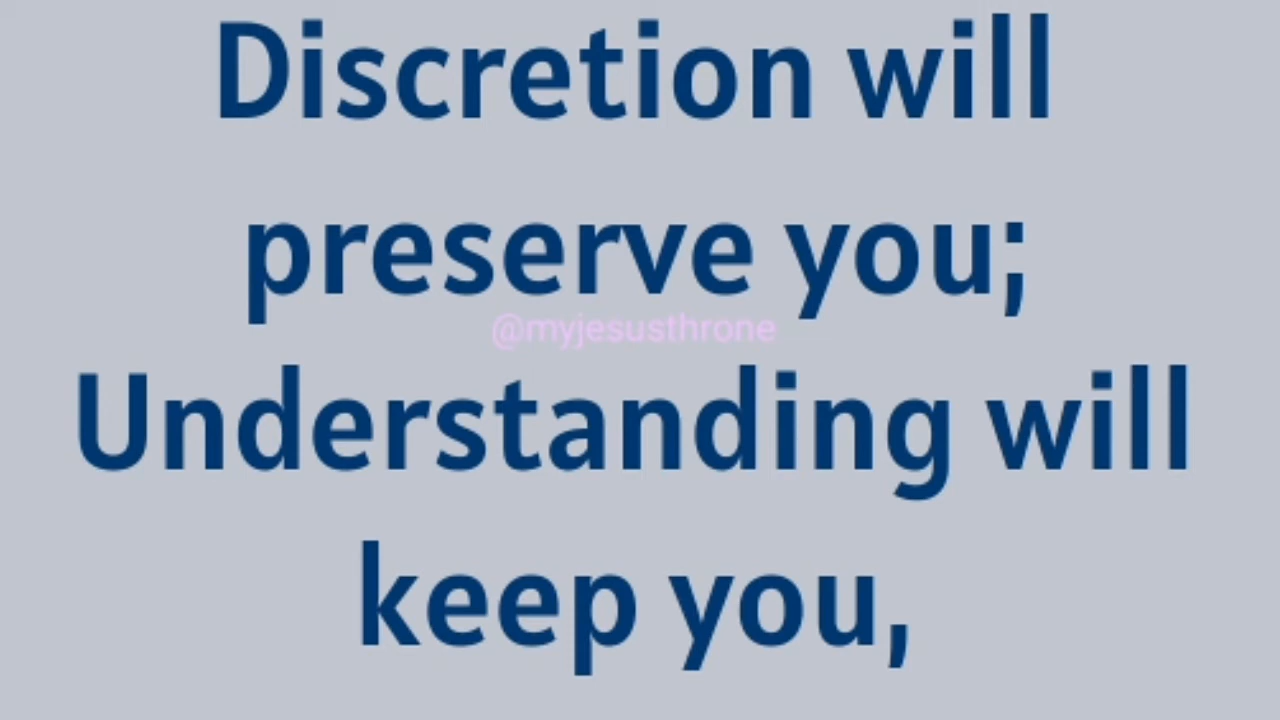 Discretion will
preserve you;
@myjesusthrone
Understanding will
keep you,